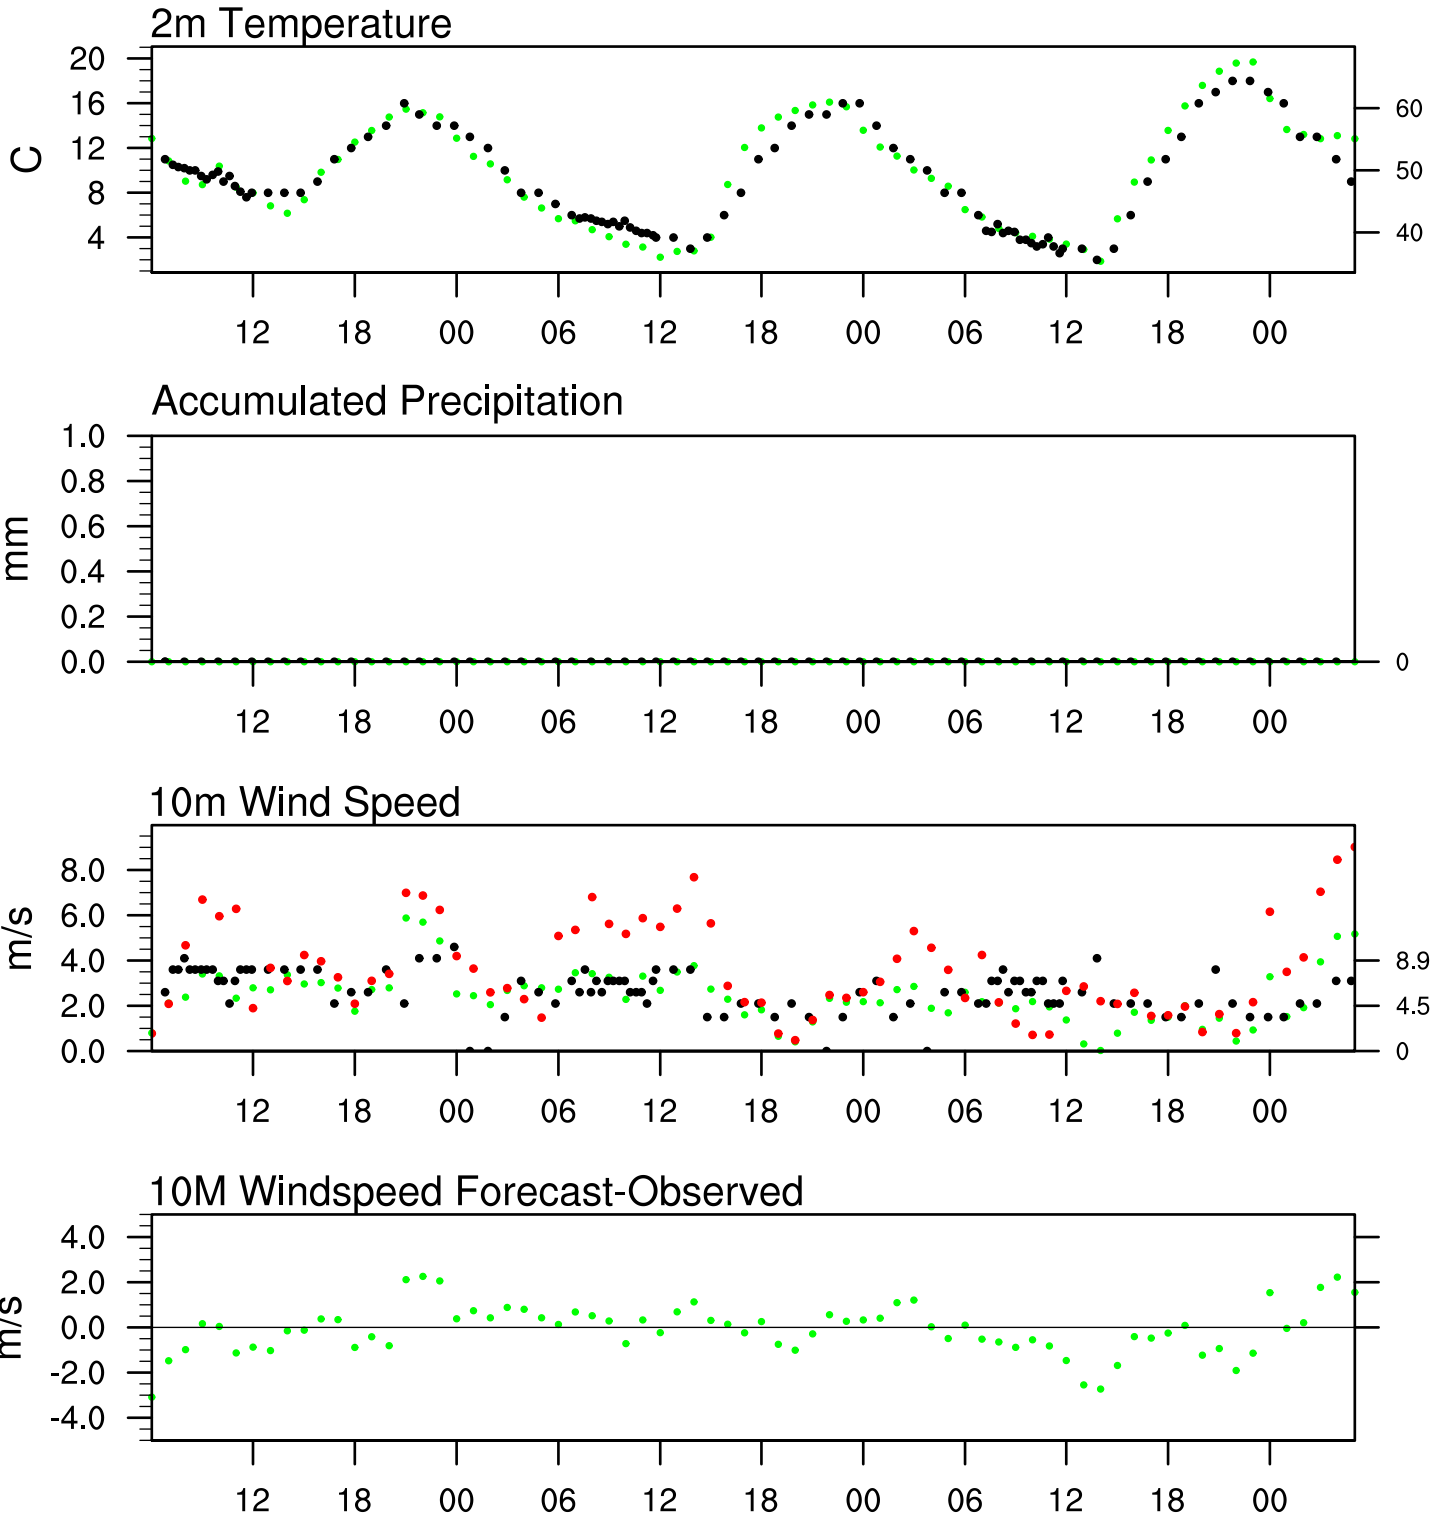 2m Temperature
20
16
12
8
4
C
60
50
40
12 18 00 06 12 18 00 06 12 18 00
Accumulated Precipitation
1.0
0.8
0.6
0.4
0.2
0.0
mm
0
12 18 00 06 12 18 00 06 12 18 00
10m Wind Speed
8.0
6.0
4.0
2.0
0.0
m/s
8.9
4.5
0
12 18 00 06 12 18 00 06 12 18 00
10M Windspeed Forecast-Observed
4.0
2.0
0.0
-2.0
-4.0
m/s
12 18 00 06 12 18 00 06 12 18 00